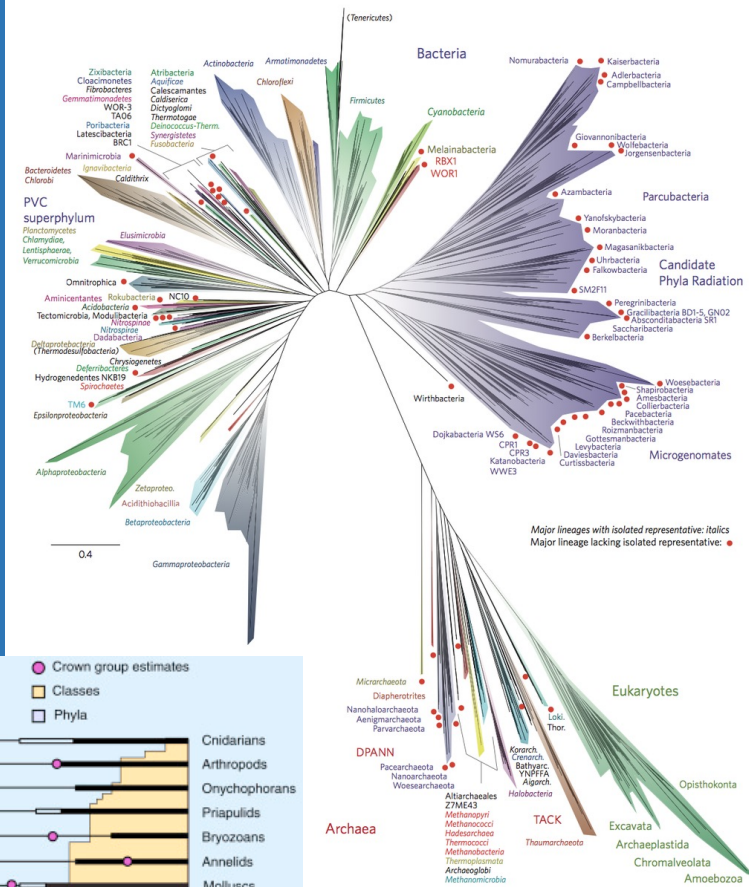 (Tenericutes)
Bacteria
Zixibacteria
Cloacimonetes
Fibrobacteres
Gemmatimonadetes
WOR-3
TA06
Poribacteria
Latescibacteria
BRC1
Atribacteria
Aquificae
Calescamantes
Caldiserica
Dictyoglomi
Thermotogae
Deinococcus-Therm.
Synergistetes
Fusobacteria
Actinobacteria
Armatimonadetes
Chloroflexi
Firmicutes
Cyanobacteria
Melainabacteria
RBX1
WOR1
Nomurabacteria
Kaiserbacteria
Adlerbacteria
Campbellbacteria
Giovannonibacteria
Wolfebacteria
Jorgensenbacteria
Azambacteria
Parcubacteria
Yanofskybacteria
Moranbacteria
Magasanikbacteria
Uhrbacteria
Falkowbacteria
Candidate
Phyla Radiation
SM2F11
Peregrinibacteria
Gracilibacteria BD1-5, GN02
Absconditabacteria SR1
Saccharibacteria
Berkelbacteria
Marinimicrobia
Bacteroidetes
Chlorobi
Ignavibacteria
Caldithrix
PVC
superphylum
Planctomycetes
Chlamydiae,
Lentisphaerae,
Verrucomicrobia
Elusimicrobia
Omnitrophica
Aminicentantes
Rokubacteria
NC10
Acidobacteria
Tectomicrobia, Modulibacteria
Nitrospinae
Nitrospirae
Dadabacteria
Deltaprotebacteria
(Thermodesulfobacteria)
Chrysiogenetes
Deferribacteres
Hydrogenedentes NKB19
Spirochaetes
TM6
Epsilonproteobacteria
Wirthbacteria
Woesebacteria
Shapirobacteria
Amesbacteria
Collierbacteria
Pacebacteria
Beckwithbacteria
Roizmanbacteria
Gottesmanbacteria
Levybacteria
Daviesbacteria
Curtissbacteria
Microgenomates
Dojkabacteria WS6
CPR1
CPR3
Katanobacteria
WWE3
Alphaproteobacteria
Zetaproteo.
Acidithiobacillia
Betaproteobacteria
Gammaproteobacteria
0.4
Major lineages with isolated representative: italics
Major lineage lacking isolated representative:
Micrarchaeota
Diapherotrites
Nanohaloarchaeota
Aenigmarchaeota
Parvarchaeota
DPANN
Pacearchaeota
Nanoarchaeota
Woesearchaeota
Archaea
Altiarchaeales
Z7ME43
Methanopyri
Methanococci
Hadesarchaea
Thermococci
Methanobacteria
Thermoplasmata
Archaeoglobi
Methanomicrobia
Halobacteria
Korarch.
Crenarch.
Bathyarc.
YNPFFA
Aigarch.
Loki.
Thor.
TACK
Thaumarchaeota
Eukaryotes
Opisthokonta
Excavata
Archaeplastida
Chromalveolata
Amoebozoa
Crown group estimates
Classes
Phyla
Cnidarians
Arthropods
Onychophorans
Priapulids
Bryozoans
Annelids
Molluscs